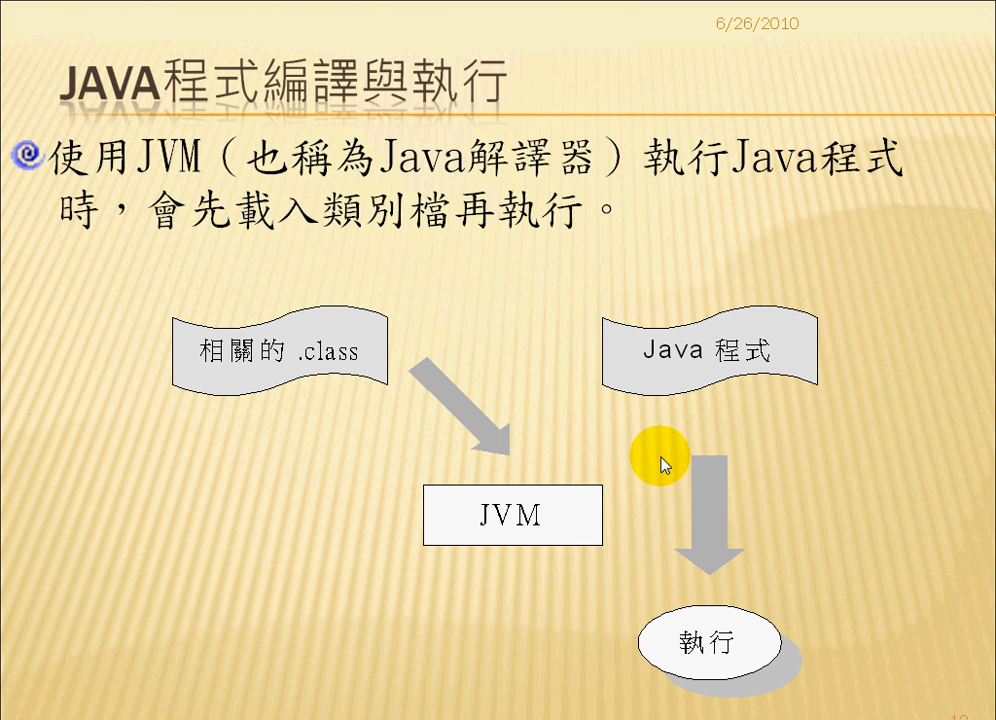 6/26/2010
JAVA程式編譯與執行
使用JVM（也稱為Java解譯器）執行Java程式
時，會先載入類別檔再執行。
相關的 .class
Java 程式
JVM
執行